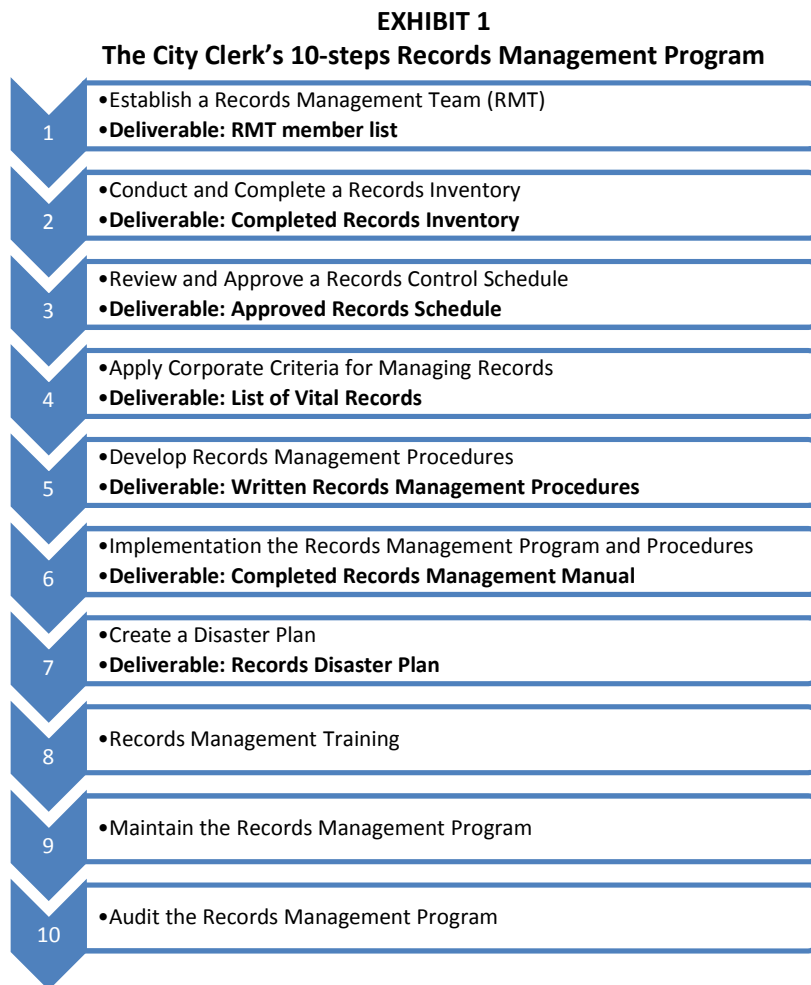 EXHIBIT 1
The City Clerk’s 10-steps Records Management Program
1
•Establish a Records Management Team (RMT)
•Deliverable: RMT member list
2
•Conduct and Complete a Records Inventory
•Deliverable: Completed Records Inventory
3
•Review and Approve a Records Control Schedule
•Deliverable: Approved Records Schedule
4
•Apply Corporate Criteria for Managing Records
•Deliverable: List of Vital Records
5
•Develop Records Management Procedures
•Deliverable: Written Records Management Procedures
6
•Implementation the Records Management Program and Procedures
•Deliverable: Completed Records Management Manual
7
•Create a Disaster Plan
•Deliverable: Records Disaster Plan
8
•Records Management Training
9
•Maintain the Records Management Program
10
•Audit the Records Management Program